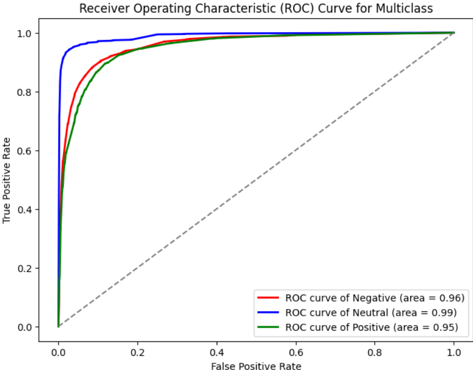 Receiver Operating Characteristic (ROC) Curve for Multiclass
1.0
0.8
0.6
0.4
0.2
0.0
True Positive Rate
ROC curve of Negative (area = 0.96)
ROC curve of Neutral (area = 0.99)
ROC curve of Positive (area = 0.95)
0.0 0.2 0.4 0.6 0.8 1.0
False Positive Rate